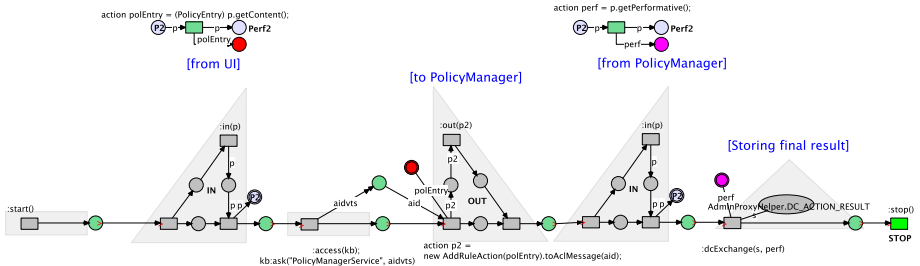 action polEntry = (PolicyEntry) p.getContent();
P2 p p Perf2
polEntry
[from UI]
action perf = p.getPerformative();
P2 p p Perf2
perf
[from PolicyManager]
[to PolicyManager]
[Storing final result]
:in(p)
p
IN
p p P2
:start()
aidvts
aid
:access(kb);
kb:ask("PolicyManagerService", aidvts)
:out(p2)
p2
polEntry
p2
OUT
action p2 =
new AddRuleAction(polEntry).toAclMessage(aid);
:in(p)
p
IN
p p P2
perf
AdminProxyHelper.DC_ACTION_RESULT
s
:dcExchange(s, perf)
:stop()
STOP